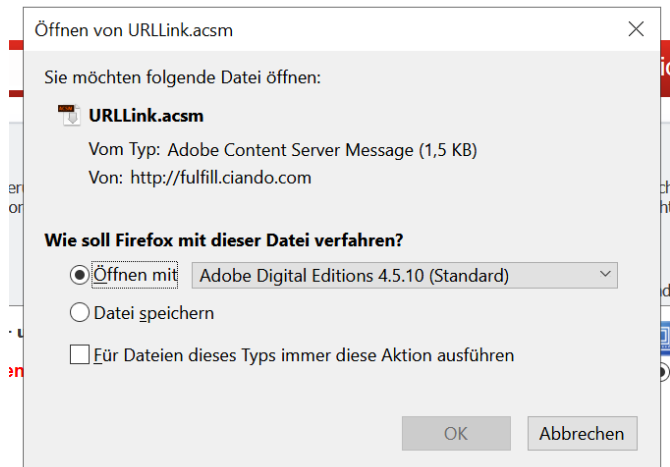 Öffnen von URLLink.acsm
Sie möchten folgende Datei öffnen:
URLLink.acsm
Vom Typ: Adobe Content Server Message (1,5 KB)
Von: http://fulfill.ciando.com
Wie soll Firefox mit dieser Datei verfahren?
Öffnen mit Adobe Digital Editions 4.5.10 (Standard)
Datei speichern
Für Dateien dieses Typs immer diese Aktion ausführen
OK Abbrechen